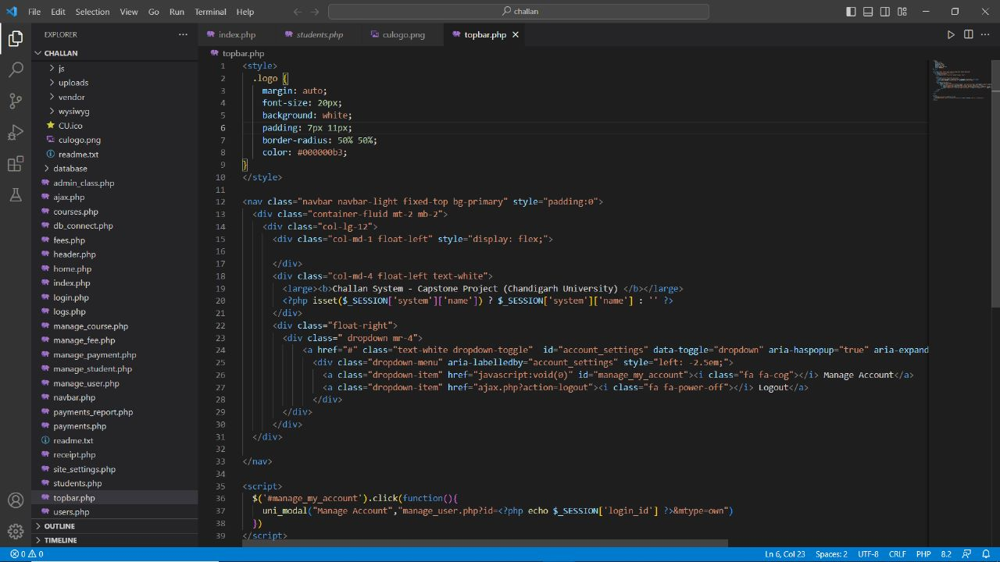 File Edit Selection View Go Run Terminal Help
challan
EXPLORER
CHALLAN
js
uploads
vendor
wysiwyg
CU.ico
culogo.png
readme.txt
database
admin_class.php
ajax.php
courses.php
db_connect.php
fees.php
header.php
home.php
index.php
login.php
logs.php
manage_course.php
manage_fee.php
manage_payment.php
manage_student.php
manage_user.php
navbar.php
payments_report.php
payments.php
readme.txt
receipt.php
site_settings.php
students.php
topbar.php
users.php
OUTLINE
TIMELINE
index.php students.php culogo.png topbar.php
topbar.php
1 <style>
2 .logo {
3 margin: auto;
4 font-size: 20px;
5 background: white;
6 padding: 7px 11px;
7 border-radius: 50% 50%;
8 color: #000000b3;
9 }
10 </style>
11
12 <nav class="navbar navbar-light fixed-top bg-primary" style="padding:0">
13 <div class="container-fluid mt-2 mb-2">
14 <div class="col-lg-12">
15 <div class="col-md-1 float-left" style="display: flex;">
16
17 </div>
18 <div class="col-md-4 float-left text-white">
19 <large><b>Challan System - Capstone Project (Chandigarh University) </b></large>
20 <?php isset($_SESSION['system']['name']) ? $_SESSION['system']['name'] : '' ?>
21 </div>
22 <div class="float-right">
23 <div class=" dropdown mr-4">
24 <a href="#" class="text-white dropdown-toggle"  id="account_settings" data-toggle="dropdown" aria-haspopup="true" aria-expand
25 <div class="dropdown-menu" aria-labelledby="account_settings" style="left: -2.5em;">
26 <a class="dropdown-item" href="javascript:void(0)" id="manage_my_account"><i class="fa fa-cog"></i> Manage Account</a>
27 <a class="dropdown-item" href="ajax.php?action=logout"><i class="fa fa-power-off"></i> Logout</a>
28 </div>
29 </div>
30 </div>
31 </div>
32
33 </nav>
34
35 <script>
36 $('#manage_my_account').click(function(){
37 uni_modal("Manage Account","manage_user.php?id=<?php echo $_SESSION['login_id'] ?>&mtype=own")
38 })
39 </script>
0 0 Ln 6, Col 23 Spaces: 2 UTF-8 CRLF PHP 8.2